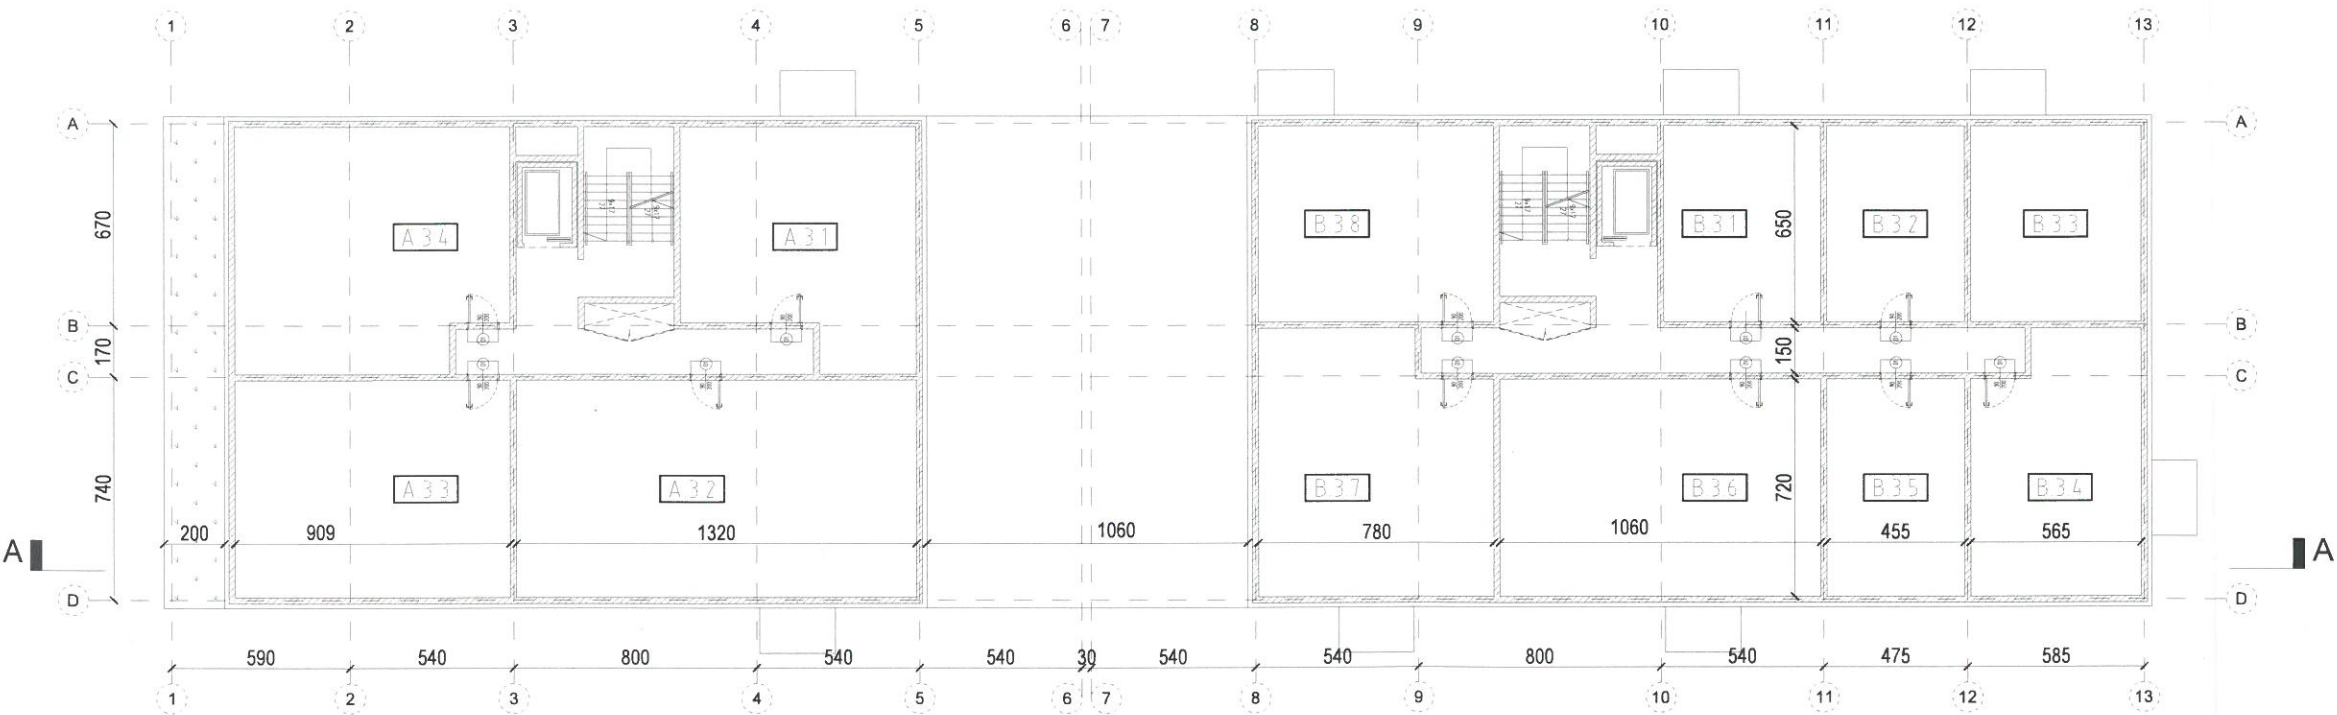 1 2 3 4 5 6 7 8 9 10 11 12 13
A A
670
A34 A31 B38 B31 650 B32 B33
B B
170 150
C C
740
A33 A32 B37 B36 720 B35 B34
200 909 1320 1060 780 1060 455 565
A A
D D
590 540 800 540 540 30 540 540 800 540 475 585
1 2 3 4 5 6 7 8 9 10 11 12 13